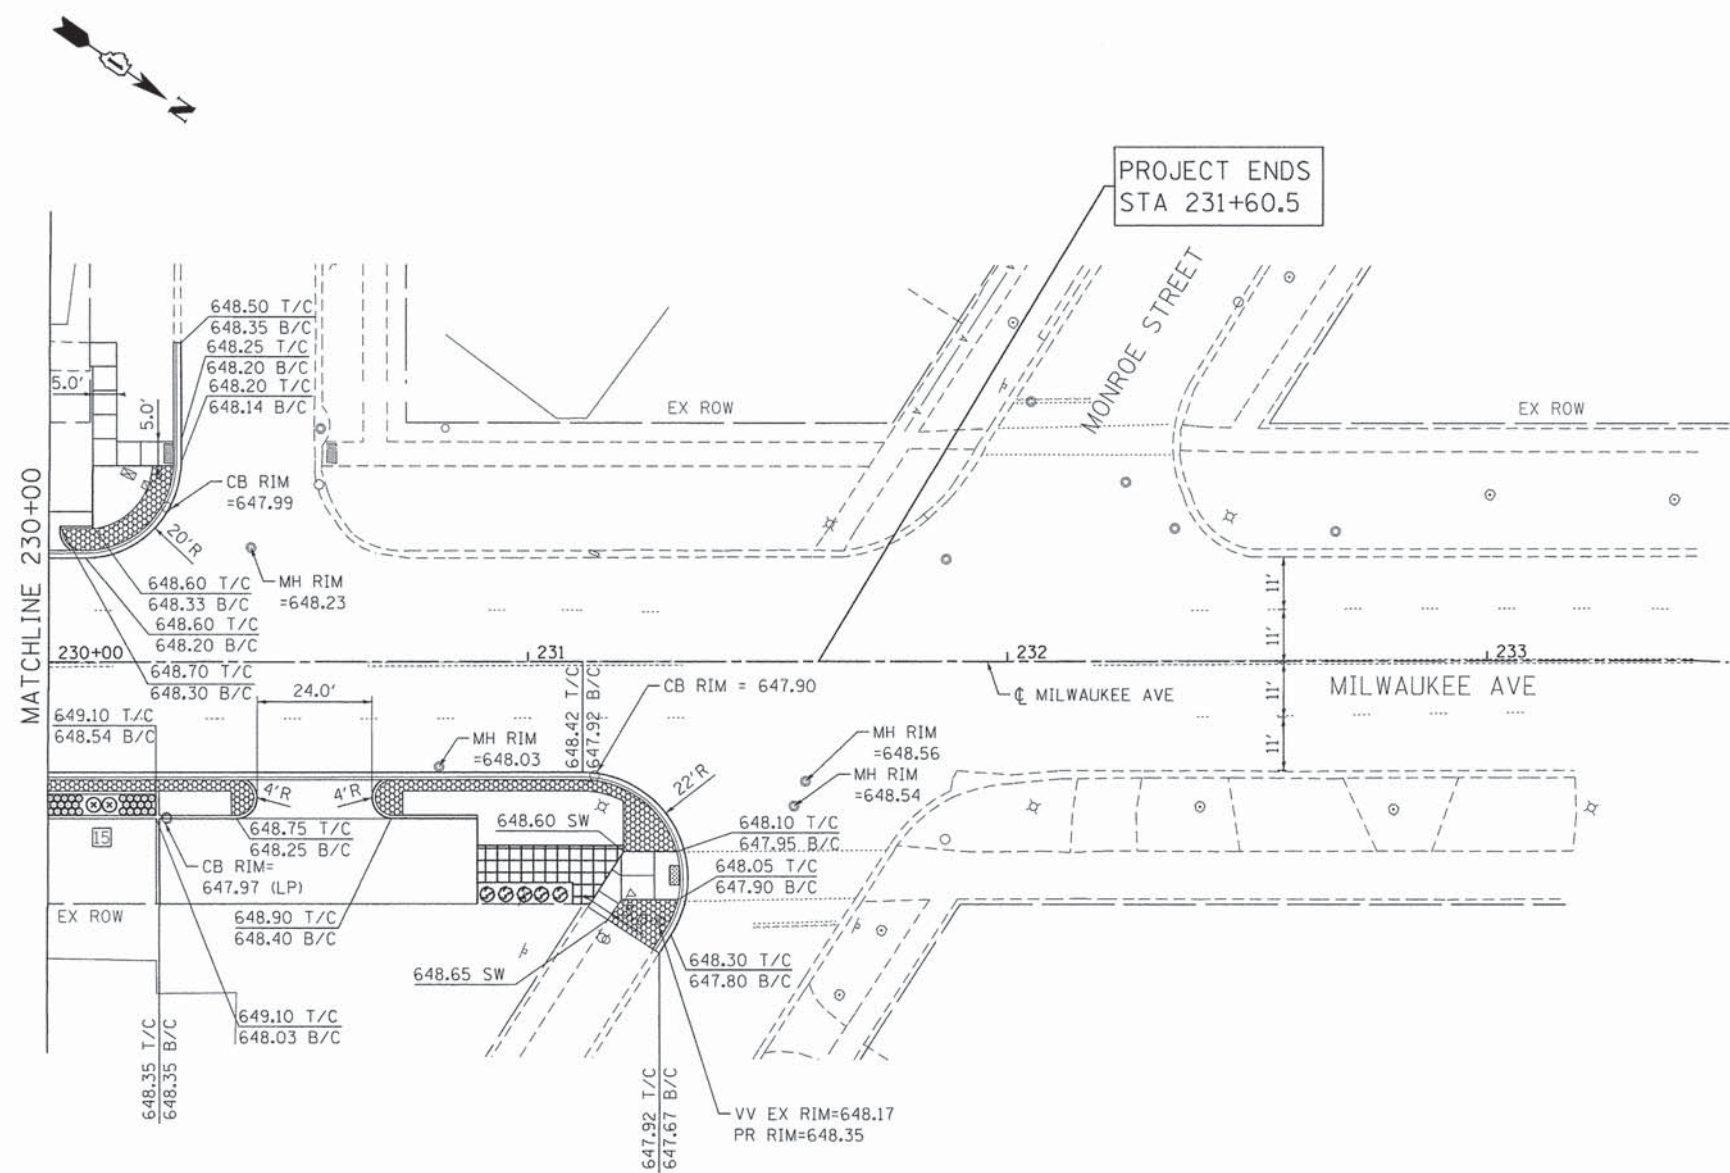 N
PROJECT ENDS
STA 231+60.5
MONROE STREET
648.50 T/C
648.35 B/C
648.25 T/C
648.20 B/C
648.20 T/C
648.14 B/C
5.0'
5.0'
EX ROW
EX ROW
CB RIM
=647.99
20'R
MH RIM
=648.23
648.60 T/C
648.33 B/C
648.60 T/C
648.20 B/C
MATCHLINE 230+00
230+00
231
232
233
648.70 T/C
648.30 B/C
24.0'
648.42 T/C
647.92 B/C
CB RIM = 647.90
℄ MILWAUKEE AVE
MILWAUKEE AVE
11'
11'
11'
11'
649.10 T/C
648.54 B/C
MH RIM
=648.03
MH RIM
=648.56
MH RIM
=648.54
4'R
4'R
22'R
15
648.75 T/C
648.25 B/C
648.60 SW
648.10 T/C
647.95 B/C
648.05 T/C
647.90 B/C
CB RIM=
647.97 (LP)
EX ROW
648.90 T/C
648.40 B/C
648.65 SW
648.30 T/C
647.80 B/C
649.10 T/C
648.03 B/C
648.35 T/C
648.35 B/C
647.92 T/C
647.67 B/C
VV EX RIM=648.17
PR RIM=648.35